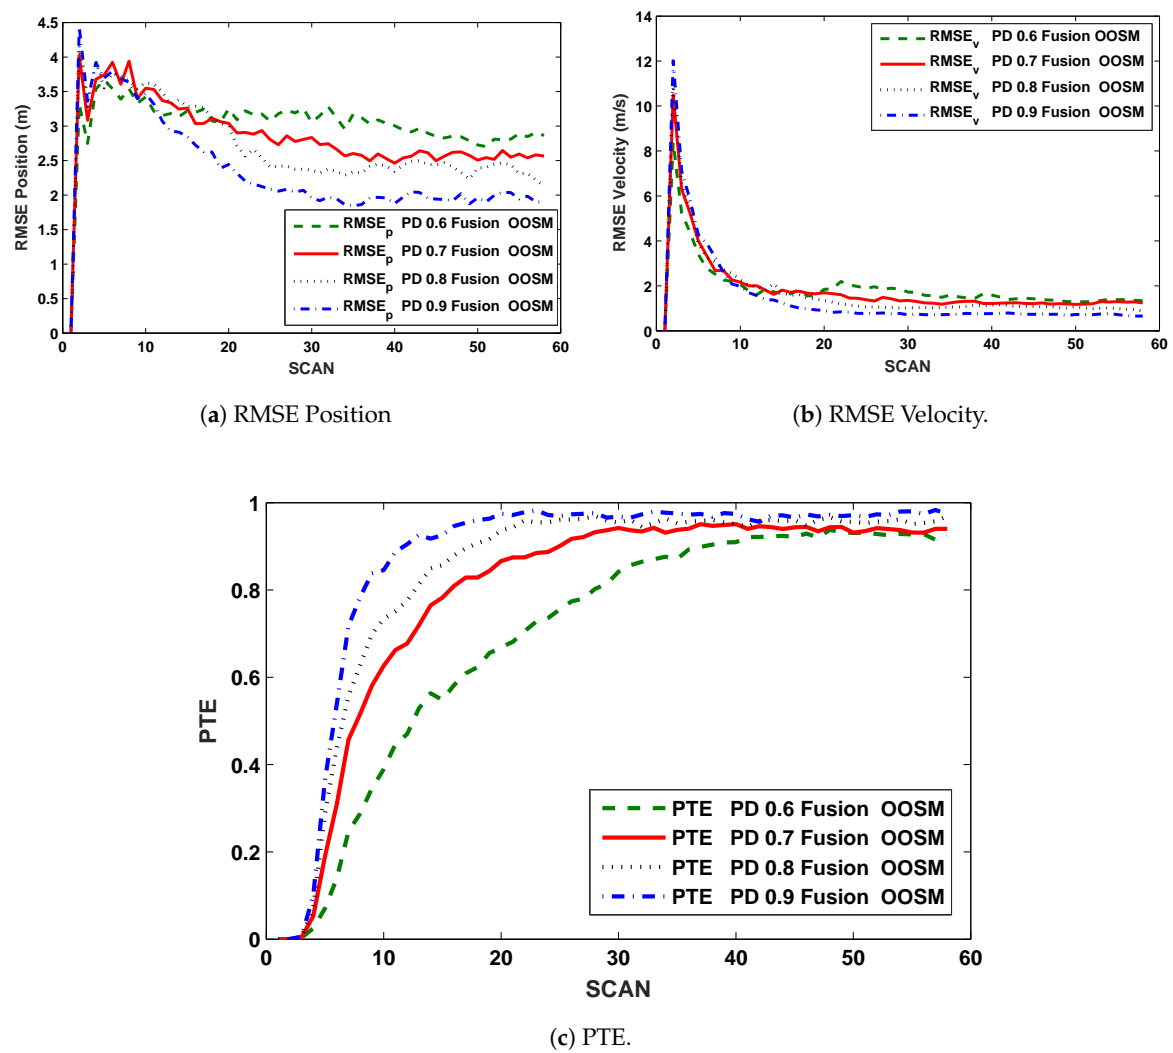 RMSE Position (m)
5
4.5
4
3.5
3
2.5
2
1.5
1
0.5
0
0 10 20 30 40 50 60
SCAN
RMSEp PD 0.6 Fusion OOSM
RMSEp PD 0.7 Fusion OOSM
RMSEp PD 0.8 Fusion OOSM
RMSEp PD 0.9 Fusion OOSM
(a) RMSE Position
RMSE Velocity (m/s)
14
12
10
8
6
4
2
0
0 10 20 30 40 50 60
SCAN
RMSEv PD 0.6 Fusion OOSM
RMSEv PD 0.7 Fusion OOSM
RMSEv PD 0.8 Fusion OOSM
RMSEv PD 0.9 Fusion OOSM
(b) RMSE Velocity.
PTE
1
0.8
0.6
0.4
0.2
0
0 10 20 30 40 50 60
SCAN
PTE PD 0.6 Fusion OOSM
PTE PD 0.7 Fusion OOSM
PTE PD 0.8 Fusion OOSM
PTE PD 0.9 Fusion OOSM
(c) PTE.